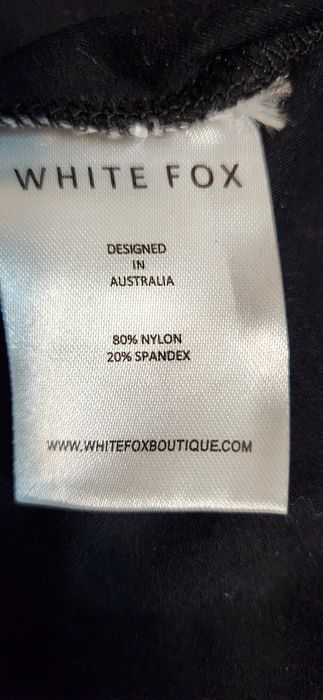 WHITE FOX
DESIGNED
IN
AUSTRALIA
80% NYLON
20% SPANDEX
WWW.WHITEFOXBOUTIQUE.COM